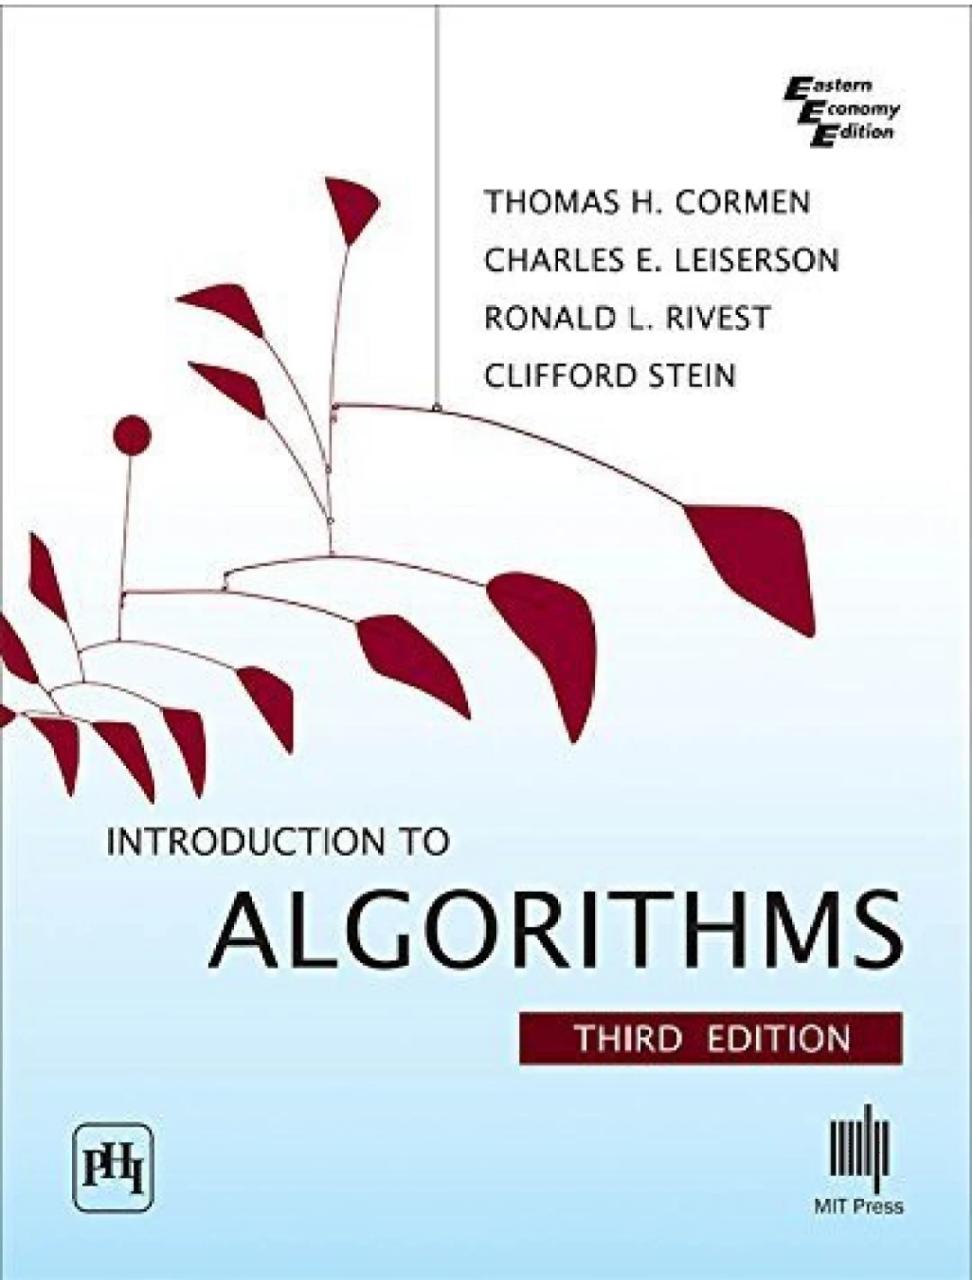 Eastern
Economy
Edition
THOMAS H. CORMEN
CHARLES E. LEISERSON
RONALD L. RIVEST
CLIFFORD STEIN
INTRODUCTION TO
ALGORITHMS
THIRD EDITION
PHI
MIT Press